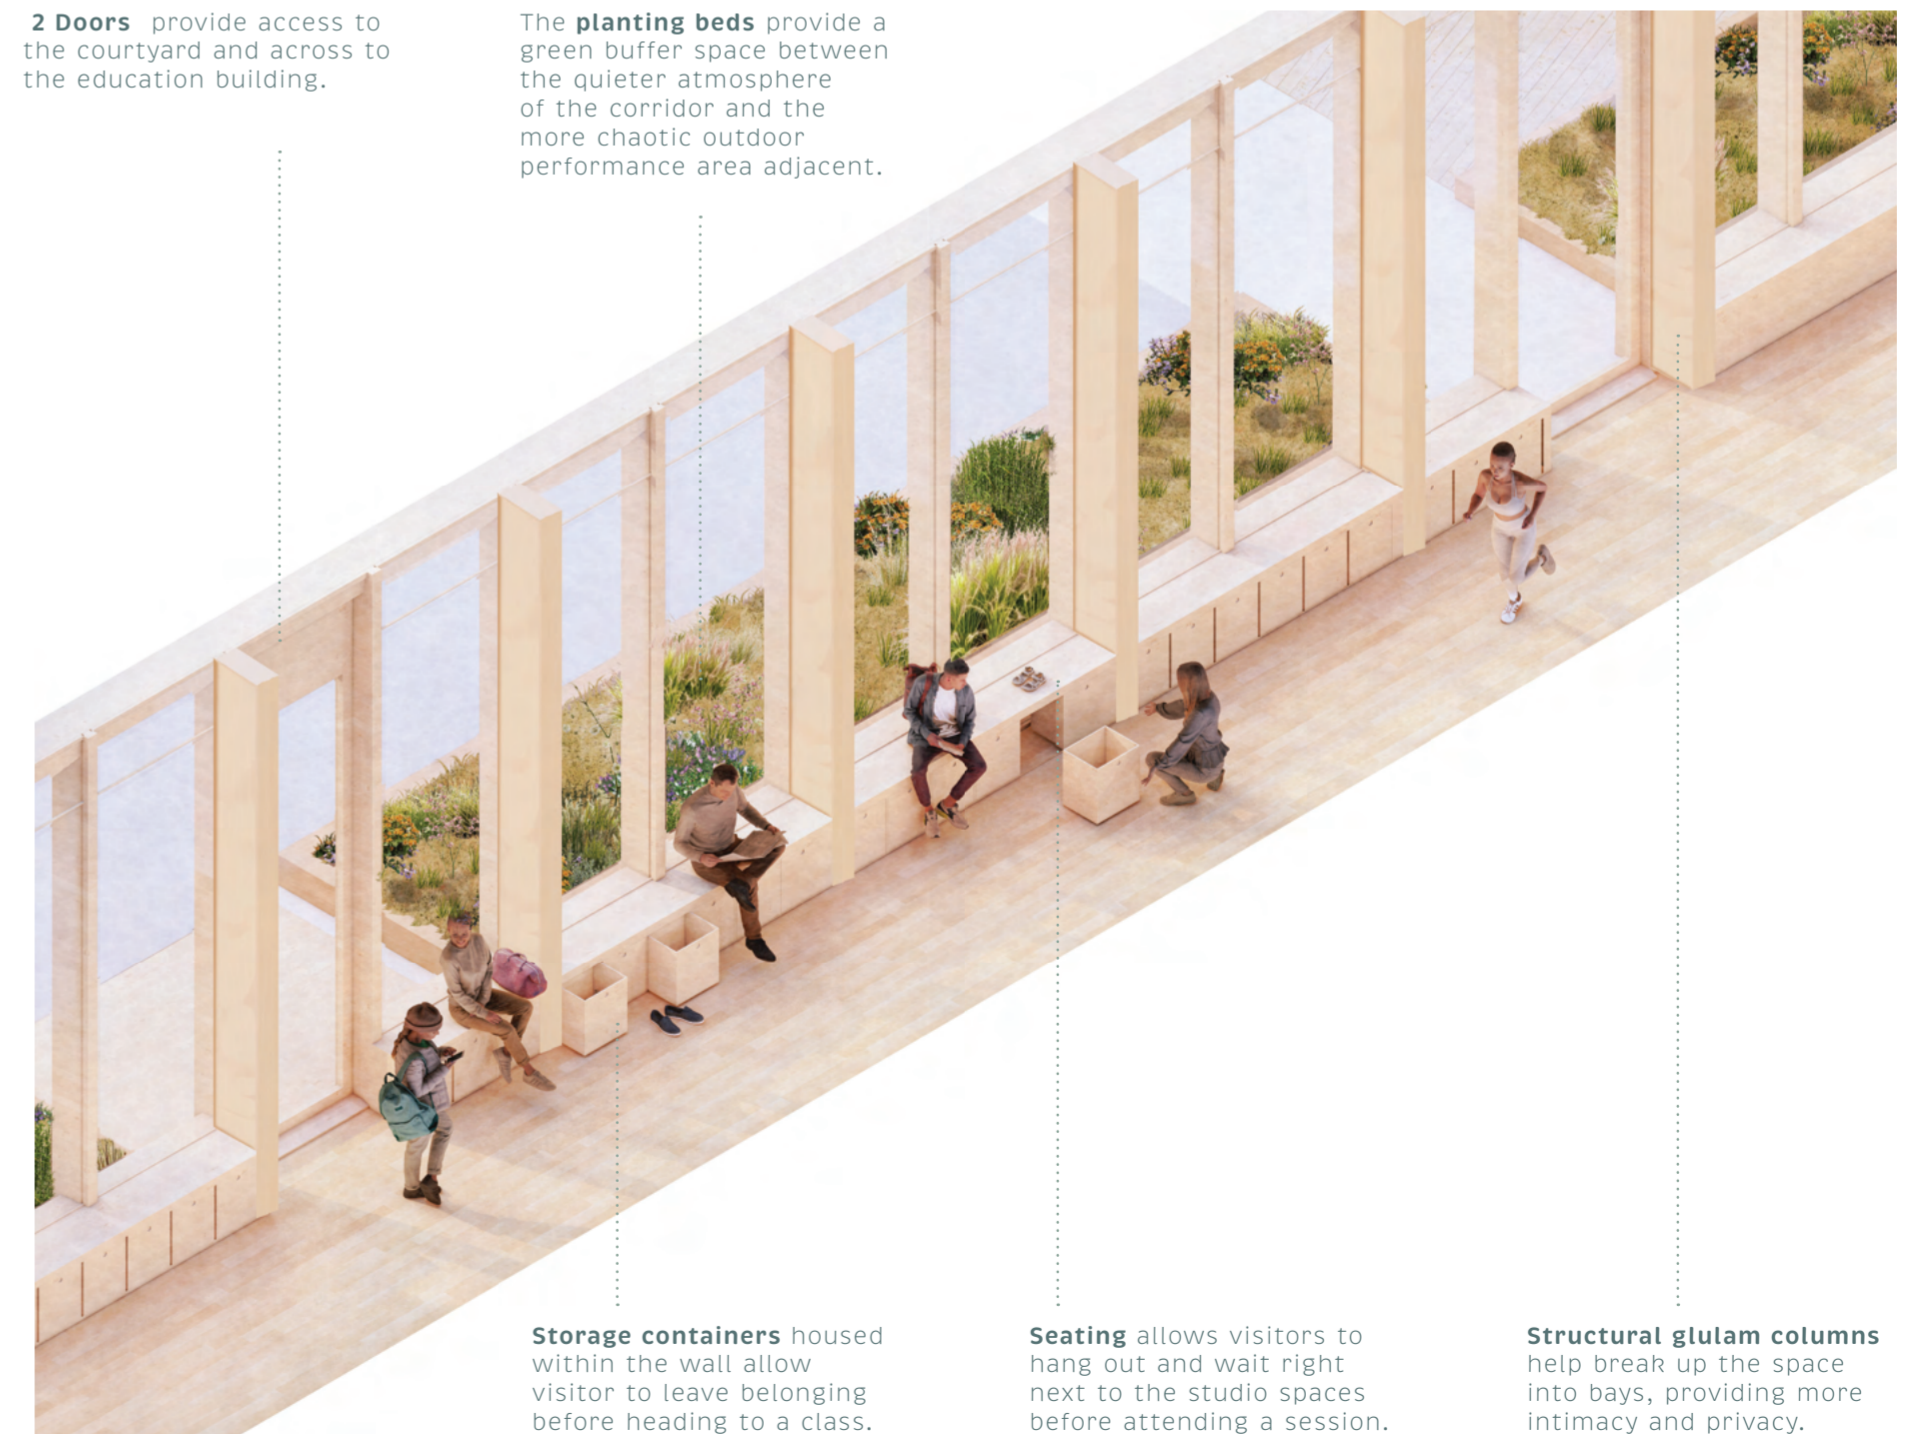 2 Doors provide access to
the courtyard and across to
the education building.
The planting beds provide a
green buffer space between
the quieter atmosphere
of the corridor and the
more chaotic outdoor
performance area adjacent.
Storage containers housed
within the wall allow
visitor to leave belonging
before heading to a class.
Seating allows visitors to
hang out and wait right
next to the studio spaces
before attending a session.
Structural glulam columns
help break up the space
into bays, providing more
intimacy and privacy.